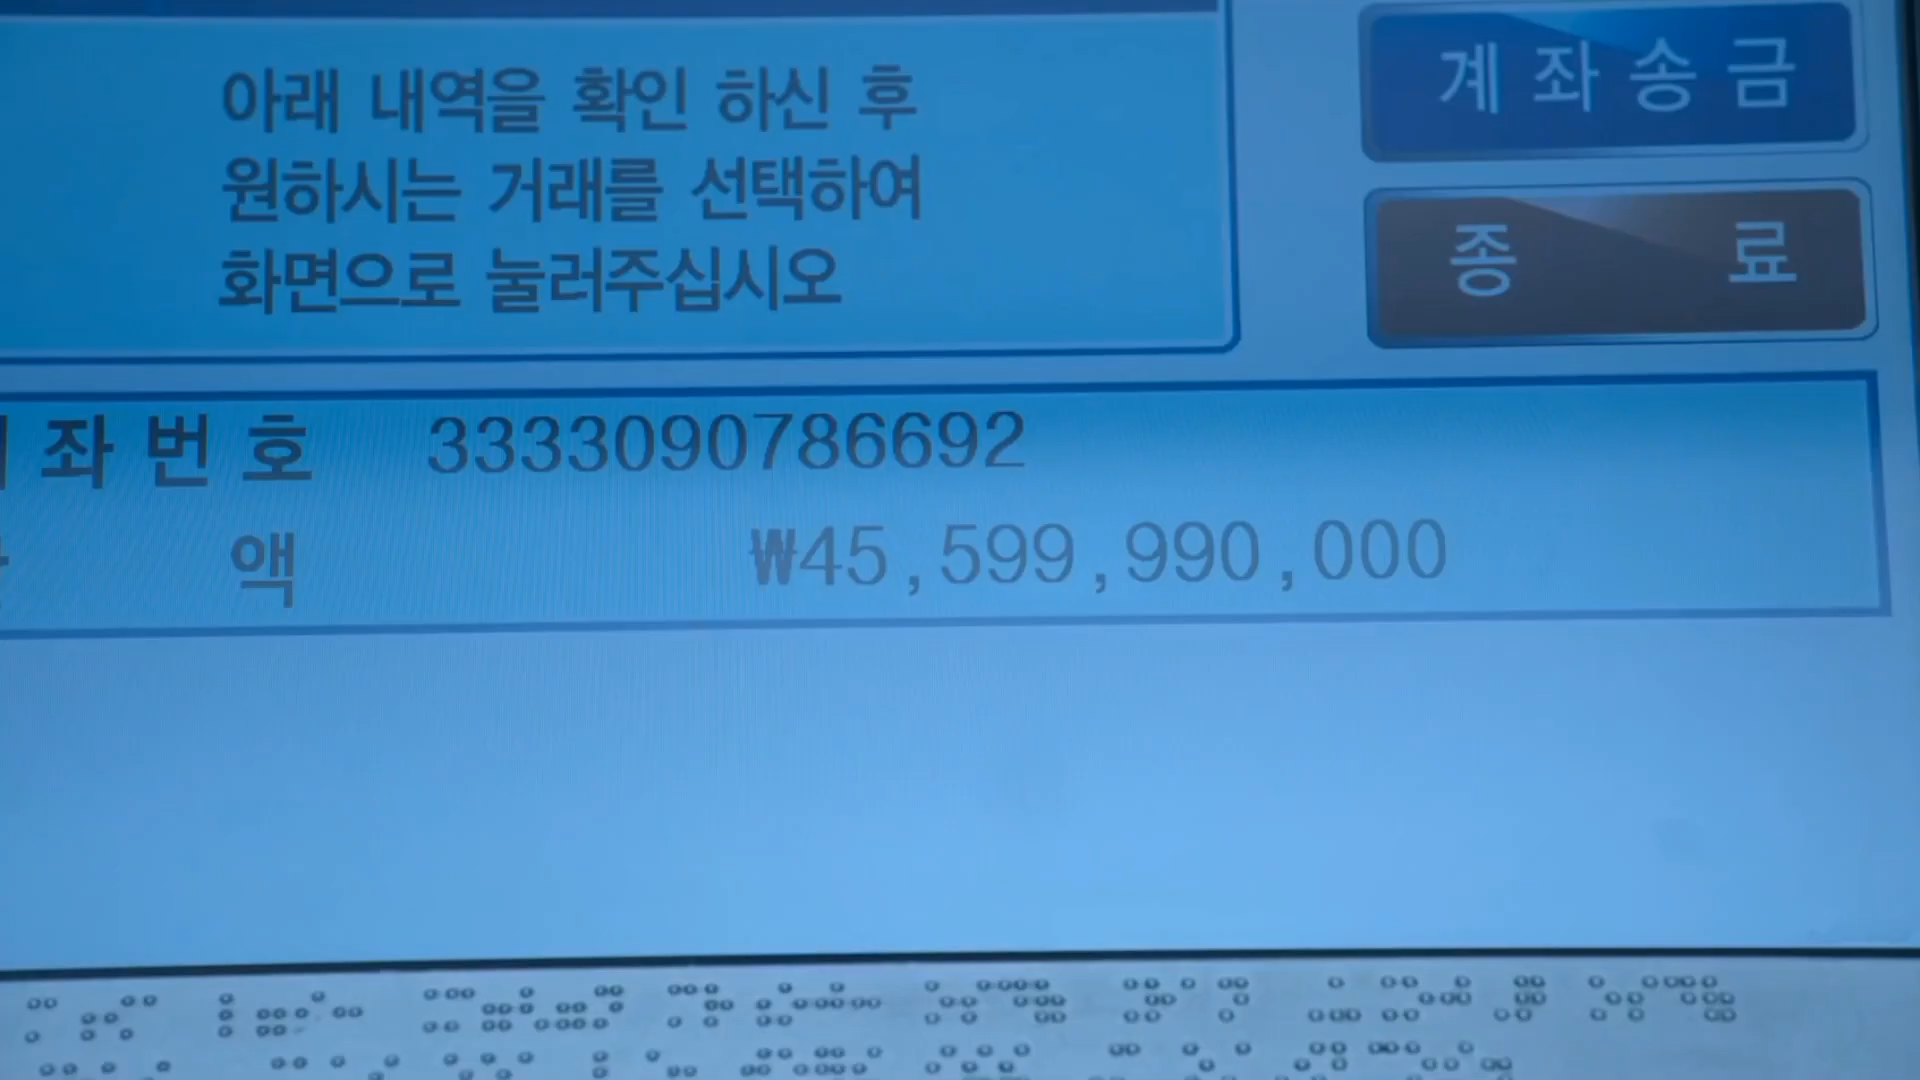 아래 내역을 확인 하신 후
원하시는 거래를 선택하여
화면으로 눌러주십시오
계좌송금
종 료
좌번호 3333090786692
액 ₩45,599,990,000